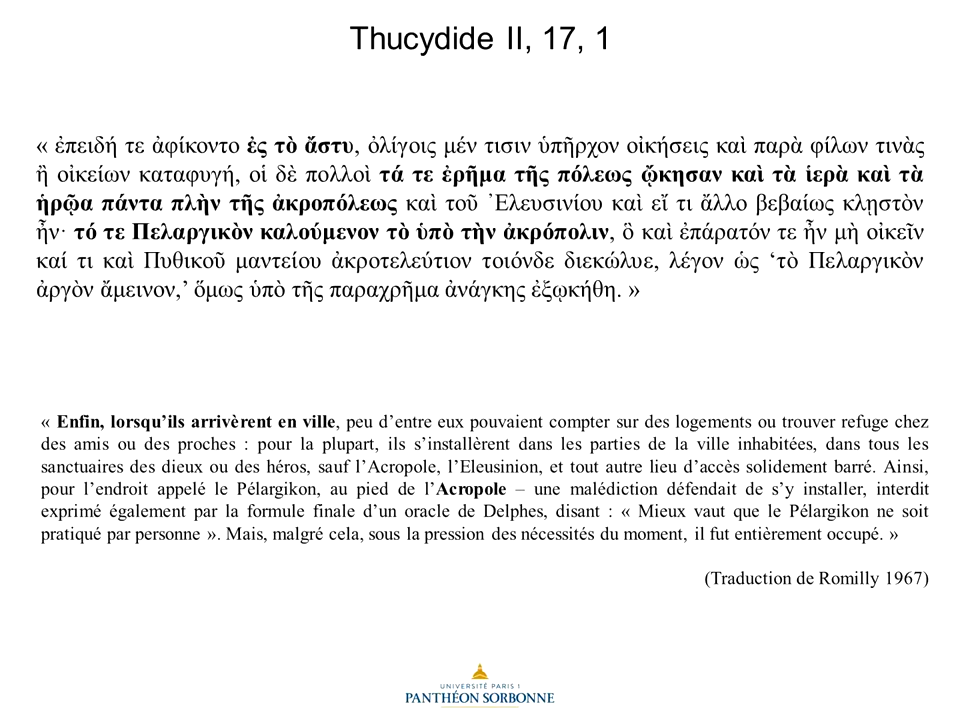 Thucydide II, 17, 1
« ἐπειδή τε ἀφίκοντο ἐς τὸ ἄστυ, ὀλίγοις μέν τισιν ὑπῆρχον οἰκήσεις καὶ παρὰ φίλων τινὰς
ἢ οἰκείων καταφυγή, οἱ δὲ πολλοὶ τά τε ἐρῆμα τῆς πόλεως ᾤκησαν καὶ τὰ ἱερὰ καὶ τὰ
ἡρῷα πάντα πλὴν τῆς ἀκροπόλεως καὶ τοῦ ᾿Ελευσινίου καὶ εἴ τι ἄλλο βεβαίως κλῃστὸν
ἦν· τό τε Πελαργικὸν καλούμενον τὸ ὑπὸ τὴν ἀκρόπολιν, ὃ καὶ ἐπάρατόν τε ἦν μὴ οἰκεῖν
καί τι καὶ Πυθικοῦ μαντείου ἀκροτελεύτιον τοιόνδε διεκώλυε, λέγον ὡς ‘τὸ Πελαργικὸν
ἀργὸν ἄμεινον,’ ὅμως ὑπὸ τῆς παραχρῆμα ἀνάγκης ἐξῳκήθη. »
« Enfin, lorsqu’ils arrivèrent en ville, peu d’entre eux pouvaient compter sur des logements ou trouver refuge chez
des amis ou des proches : pour la plupart, ils s’installèrent dans les parties de la ville inhabitées, dans tous les
sanctuaires des dieux ou des héros, sauf l’Acropole, l’Eleusinion, et tout autre lieu d’accès solidement barré. Ainsi,
pour l’endroit appelé le Pélargikon, au pied de l’Acropole – une malédiction défendait de s’y installer, interdit
exprimé également par la formule finale d’un oracle de Delphes, disant : « Mieux vaut que le Pélargikon ne soit
pratiqué par personne ». Mais, malgré cela, sous la pression des nécessités du moment, il fut entièrement occupé. »
(Traduction de Romilly 1967)
UNIVERSITÉ PARIS 1
PANTHÉON SORBONNE